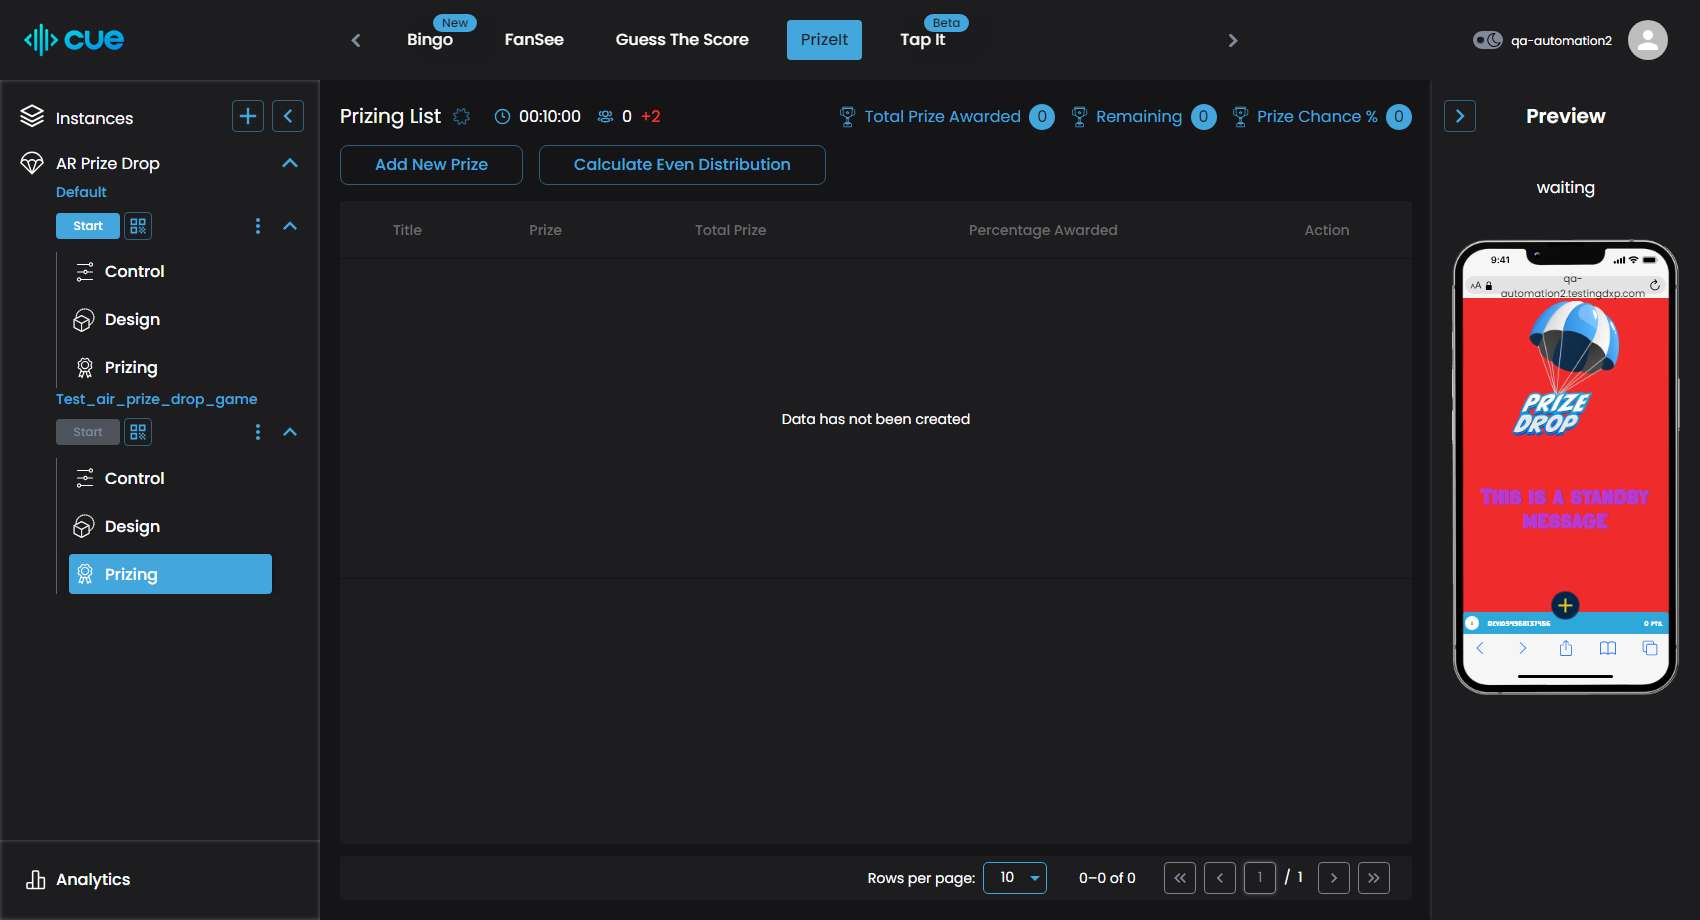 cue
Bingo
New
FanSee
Guess The Score
PrizeIt
Tap It
Beta
qa-automation2
Instances
AR Prize Drop
Default
Start
Control
Design
Prizing
Test_air_prize_drop_game
Start
Control
Design
Prizing
Analytics
Prizing List
00:10:00
0 +2
Total Prize Awarded 0
Remaining 0
Prize Chance % 0
Add New Prize
Calculate Even Distribution
Title Prize Total Prize Percentage Awarded Action
Data has not been created
Rows per page: 10 0–0 of 0 1 / 1
Preview
waiting
9:41
AA
qa-
automation2.testingdxp.com
PRIZE
DROP
This is a standby
message
0 PTS.